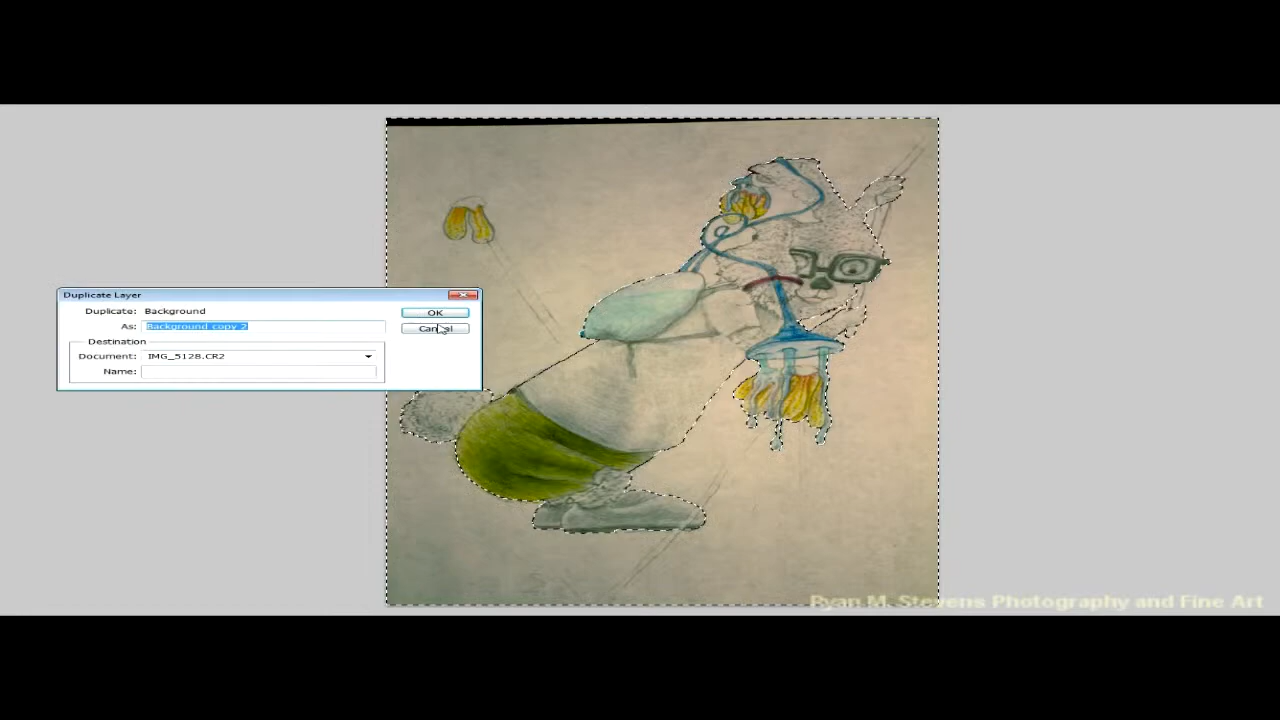 Duplicate Layer
Duplicate: Background
OK
As: Background copy 2
Cancel
Destination
Document: IMG_5128.CR2
Name:
Ryan M. Stevens Photography and Fine Art